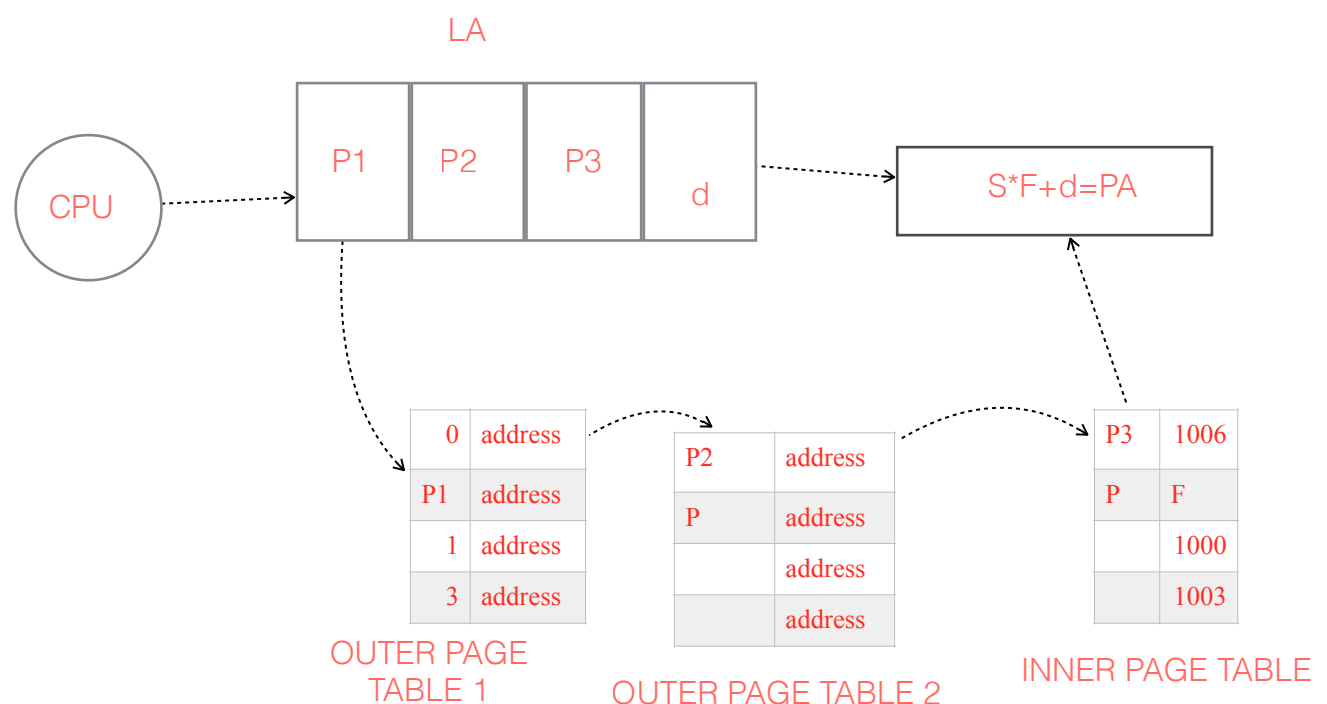 LA
CPU
P1 P2 P3 d
S*F+d=PA
0 address
P1 address
1 address
3 address
OUTER PAGE
TABLE 1
P2 address
P address
address
address
OUTER PAGE TABLE 2
P3 1006
P F
1000
1003
INNER PAGE TABLE